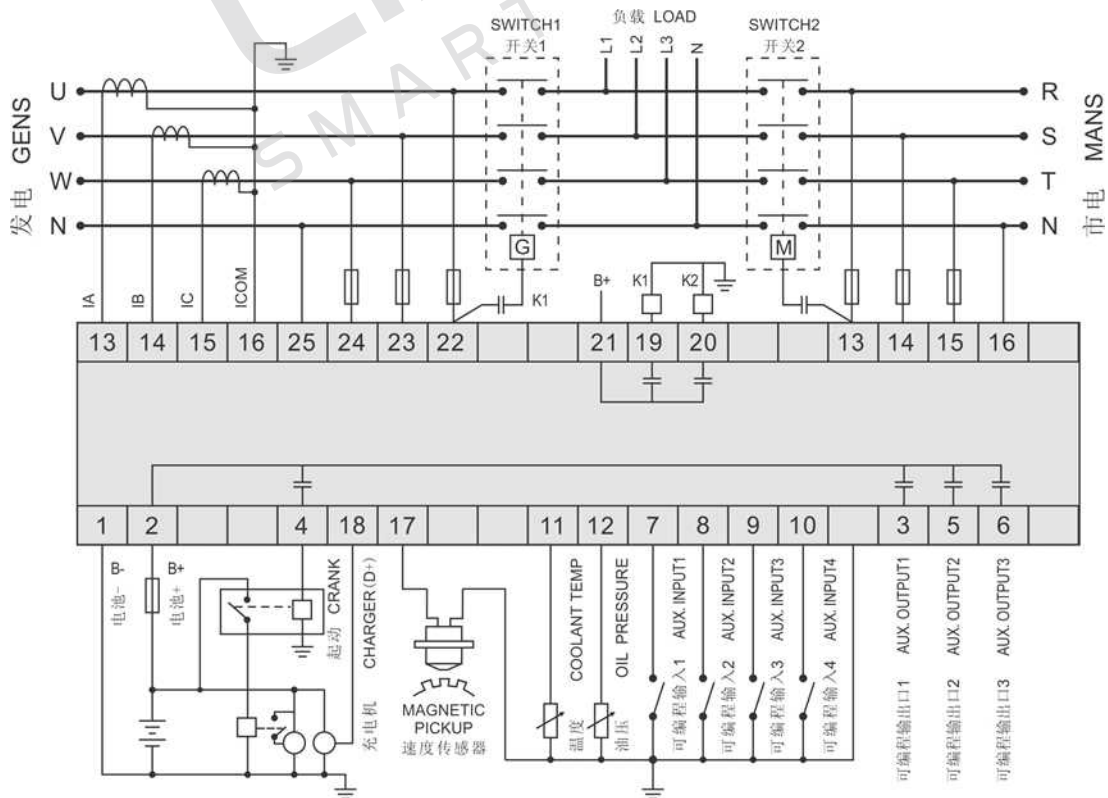 SMART
负载 LOAD
SWITCH1
开关1
L1
L2
L3
N
SWITCH2
开关2
发电 GENS
U
V
W
N
R
S
T
N
市电 MANS
G
M
IA
IB
IC
ICOM
K1
B+
K1
K2
13 14 15 16 25 24 23 22 21 19 20 13 14 15 16
1 2 4 18 17 11 12 7 8 9 10 3 5 6
B-
电池-
B+
电池+
起动 CRANK
充电机 CHARGER(D+)
MAGNETIC
PICKUP
速度传感器
温度 COOLANT TEMP
油压 OIL PRESSURE
可编程输入1 AUX. INPUT1
可编程输入2 AUX. INPUT2
可编程输入3 AUX. INPUT3
可编程输入4 AUX. INPUT4
可编程输出口1 AUX. OUTPUT1
可编程输出口2 AUX. OUTPUT2
可编程输出口3 AUX. OUTPUT3